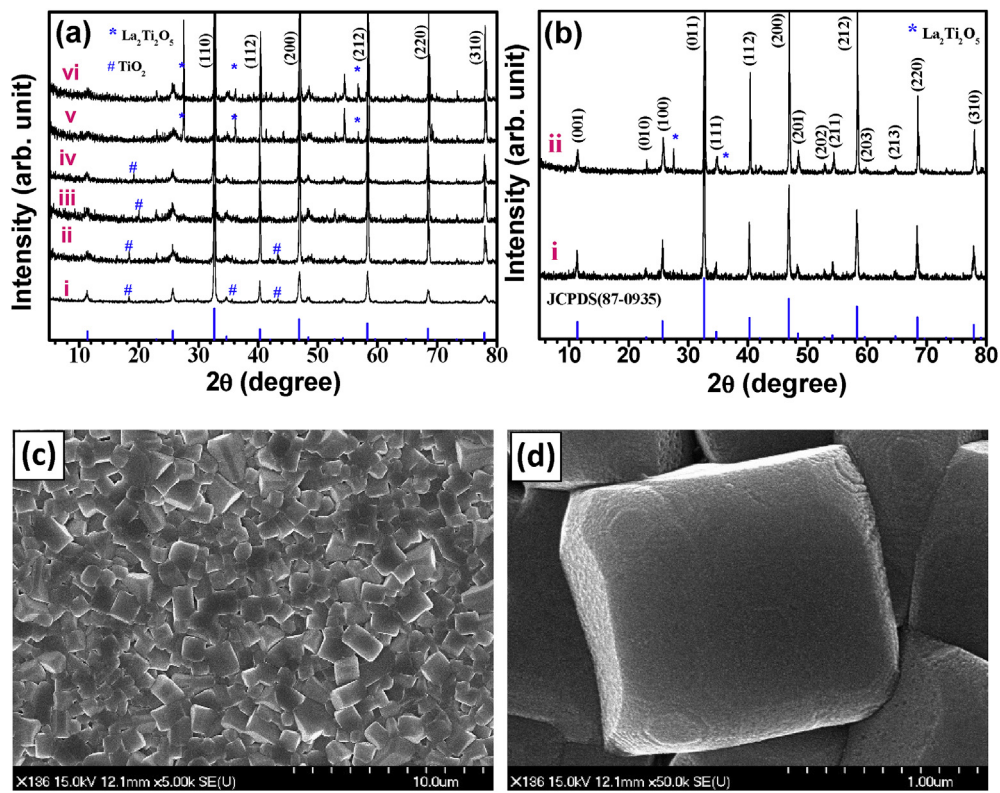 (a)
* La₂Ti₂O₅
# TiO₂
(110)
(112)
(200)
(212)
(220)
(310)
* * *
vi
* * *
v
#
iv
#
iii
# #
ii
# # #
i
Intensity (arb. unit)
10 20 30 40 50 60 70 80
2θ (degree)
(b)
* La₂Ti₂O₅
(001)
(010)
(100)
*
(011)
(111)
*
(112)
(200)
(201)
(202)
(211)
(212)
(203)
(213)
(220)
(310)
ii
i
JCPDS(87-0935)
Intensity (arb. unit)
10 20 30 40 50 60 70 80
2θ (degree)
(c)
X136 15.0kV 12.1mm x5.00k SE(U) 10.0um
(d)
X136 15.0kV 12.1mm x50.0k SE(U) 1.00um